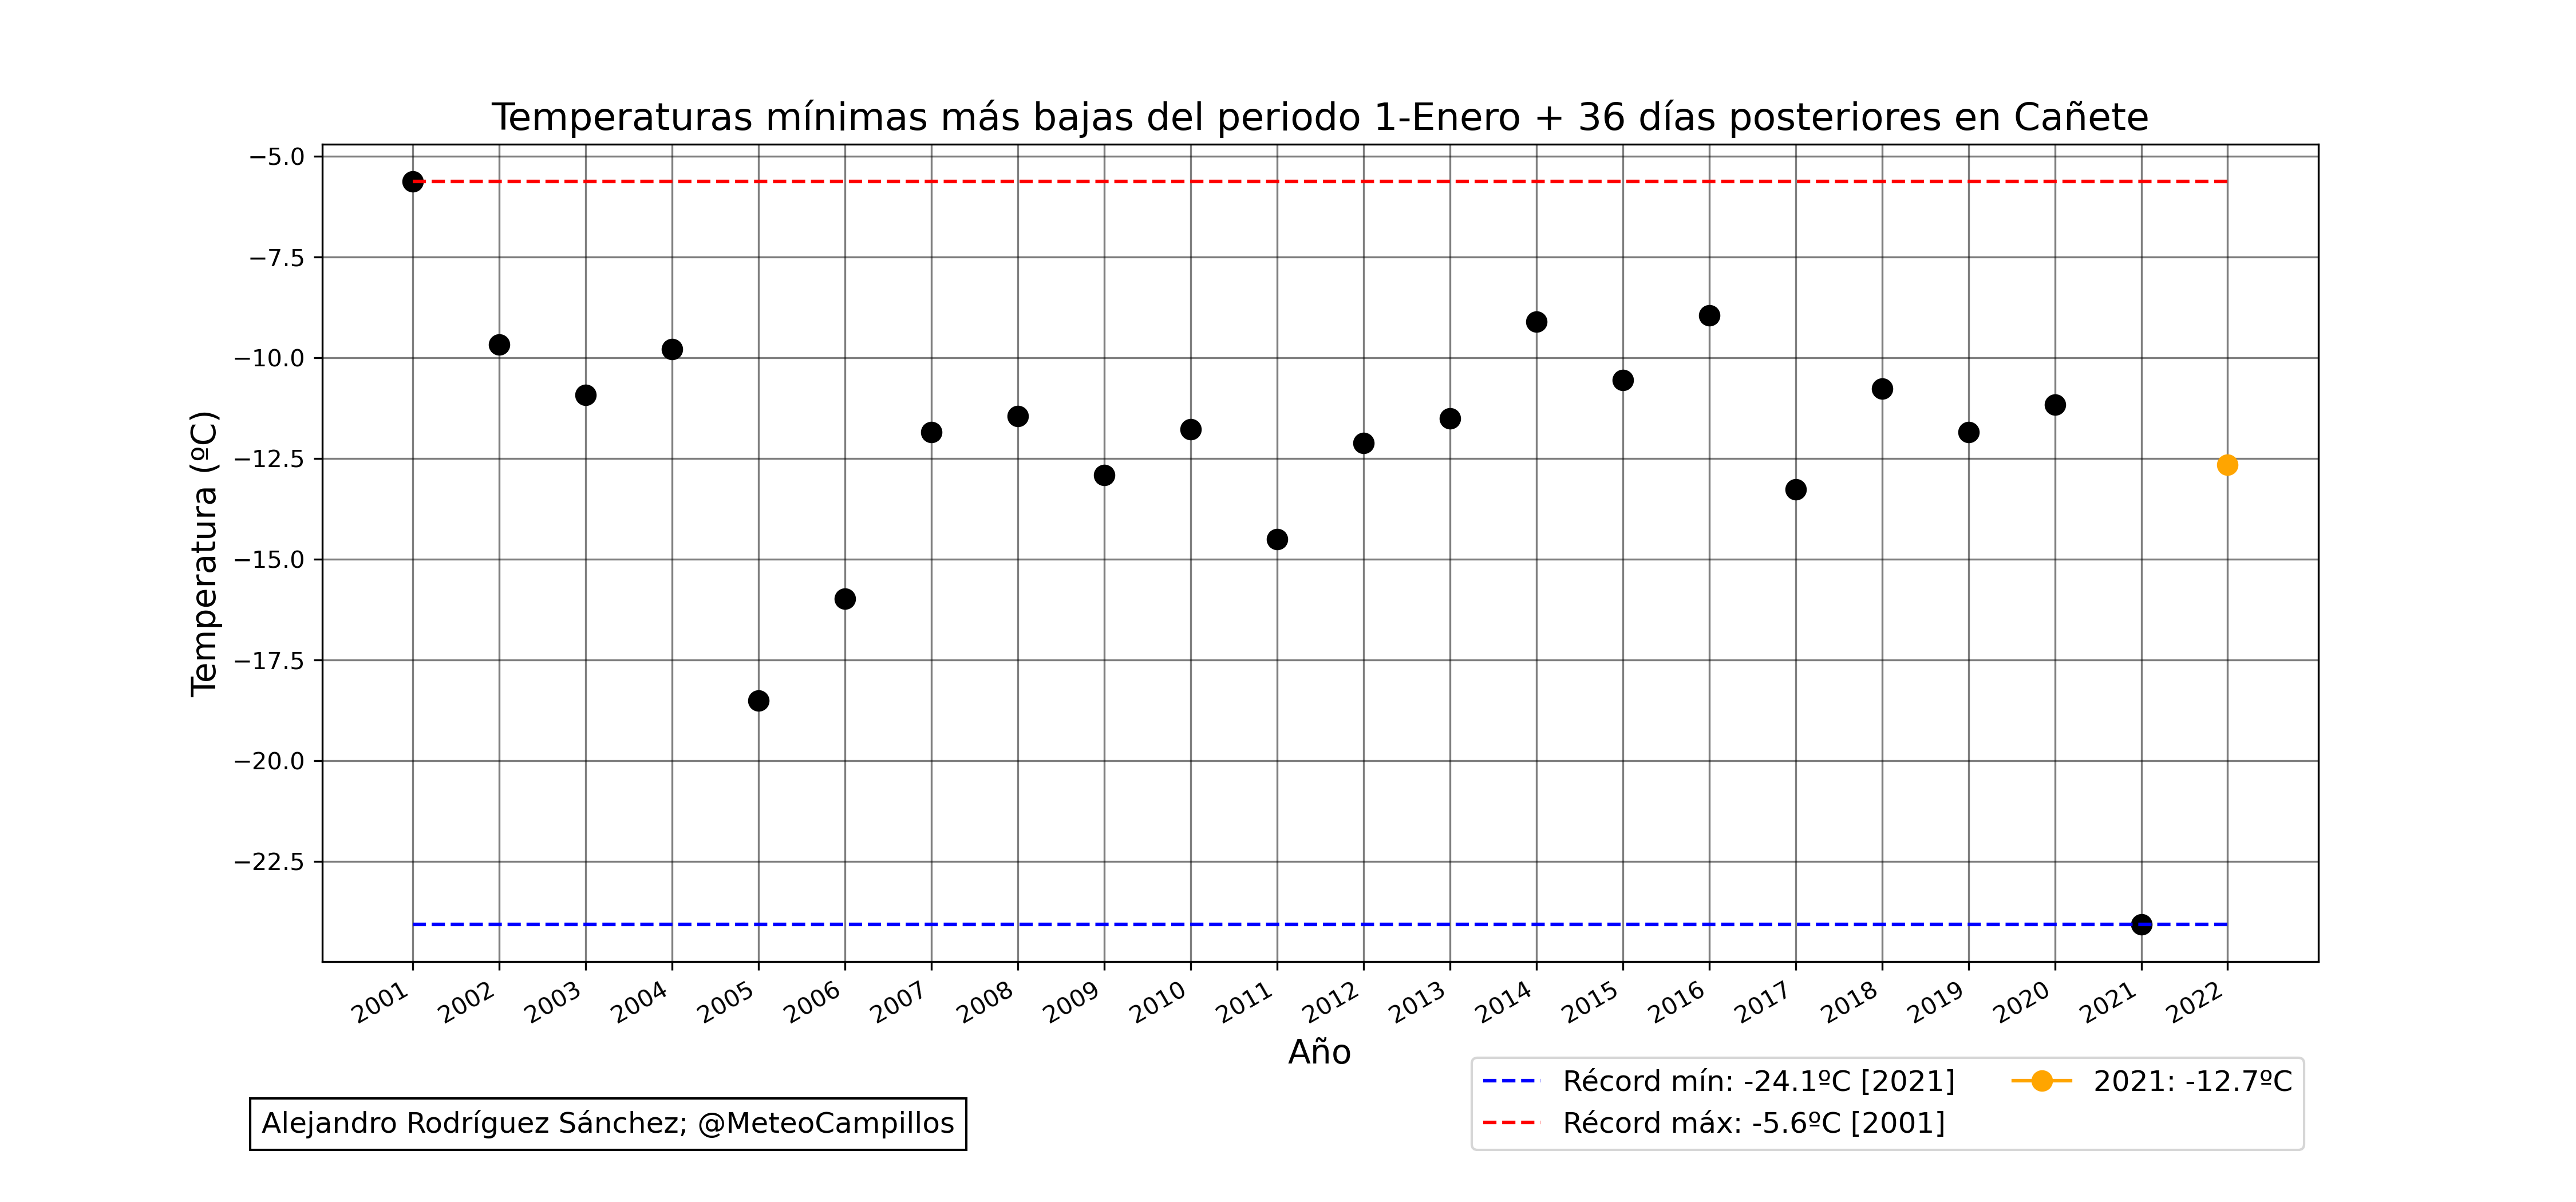 Temperaturas mínimas más bajas del periodo 1-Enero + 36 días posteriores en Cañete
−5.0
−7.5
−10.0
−12.5
−15.0
−17.5
−20.0
−22.5
Temperatura (ºC)
2001 2002 2003 2004 2005 2006 2007 2008 2009 2010 2011 2012 2013 2014 2015 2016 2017 2018 2019 2020 2021 2022
Año
Récord mín: -24.1ºC [2021]
Récord máx: -5.6ºC [2001]
2021: -12.7ºC
Alejandro Rodríguez Sánchez; @MeteoCampillos